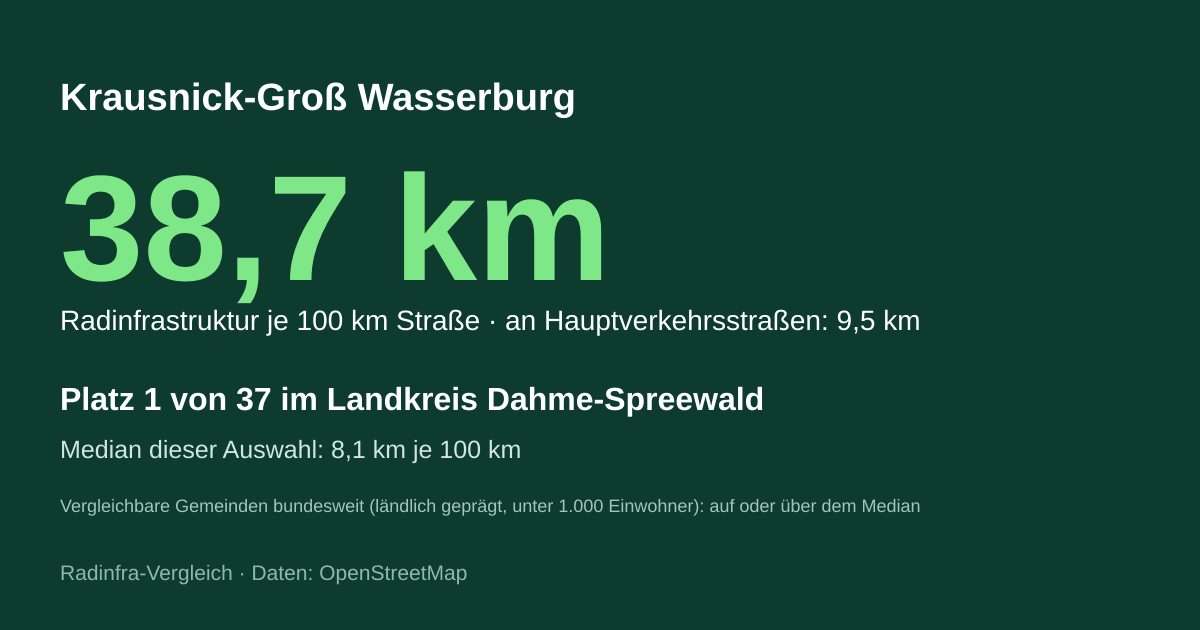 Krausnick-Groß Wasserburg
38,7 km
Radinfrastruktur je 100 km Straße · an Hauptverkehrsstraßen: 9,5 km
Platz 1 von 37 im Landkreis Dahme-Spreewald
Median dieser Auswahl: 8,1 km je 100 km
Vergleichbare Gemeinden bundesweit (ländlich geprägt, unter 1.000 Einwohner): auf oder über dem Median
Radinfra-Vergleich · Daten: OpenStreetMap